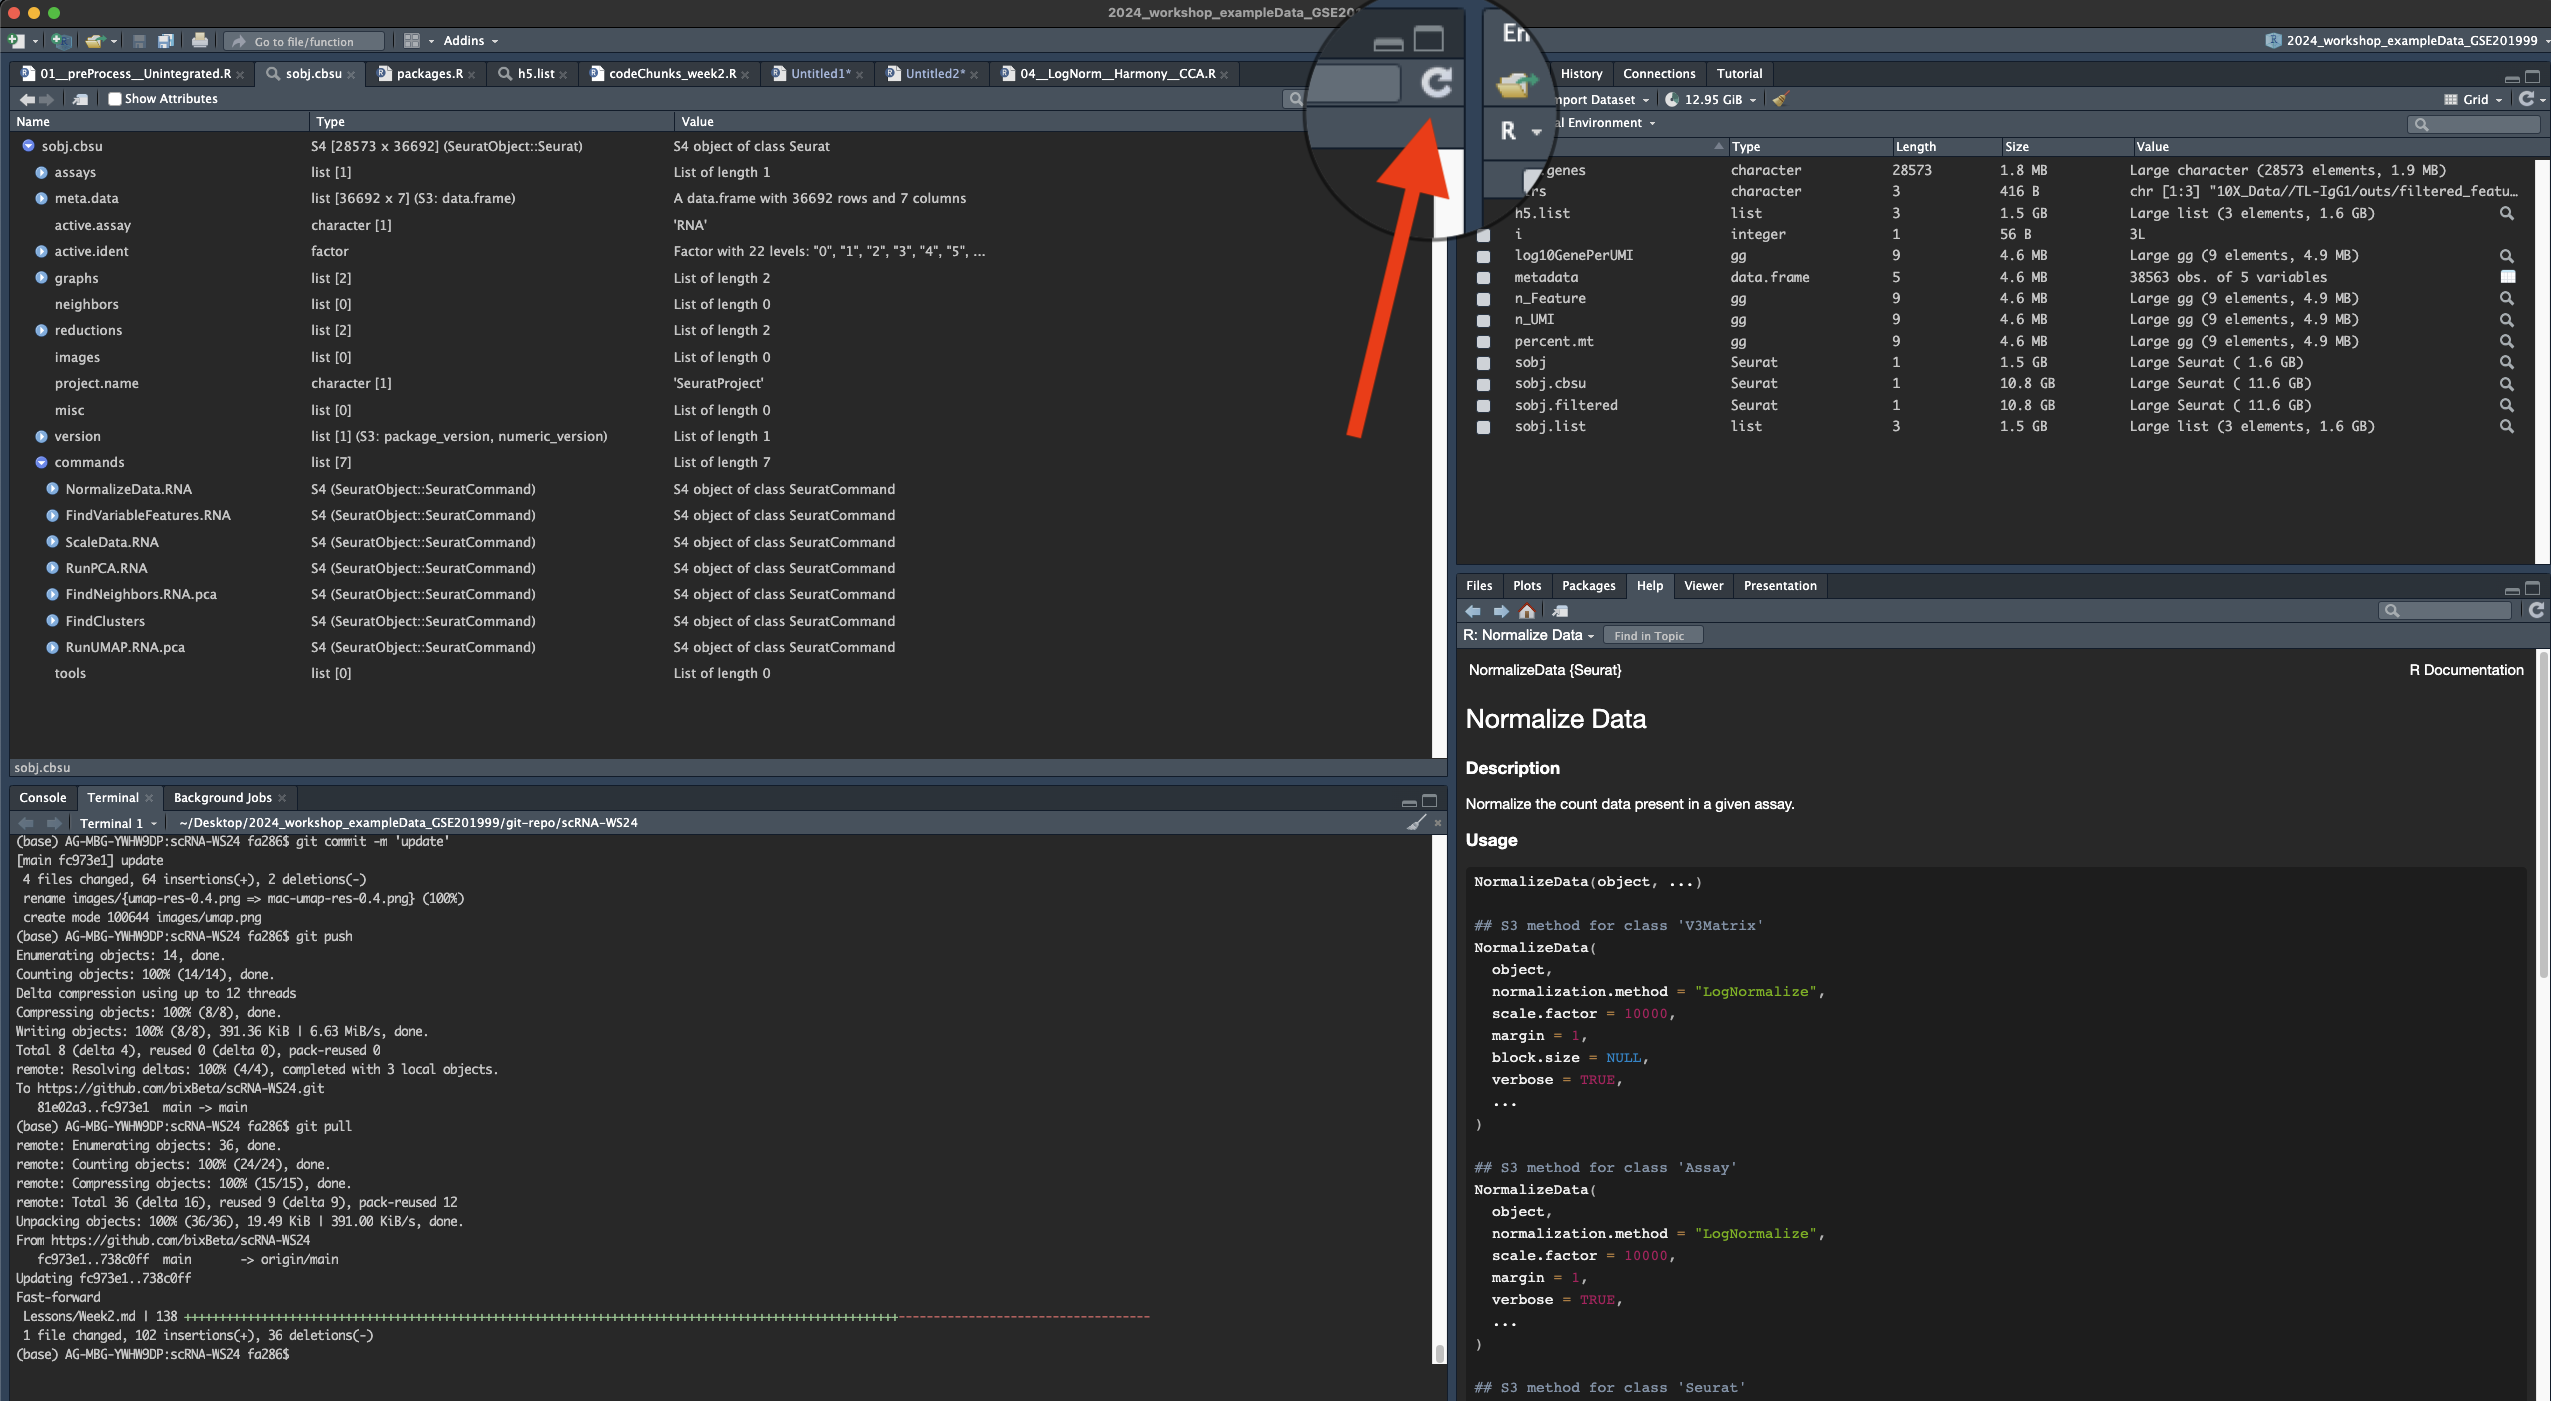 2024_workshop_exampleData_GSE201
Go to file/function
Addins
2024_workshop_exampleData_GSE201999
01__preProcess__Unintegrated.R
sobj.cbsu
packages.R
h5.list
codeChunks_week2.R
Untitled1*
Untitled2*
04__LogNorm__Harmony__CCA.R
Show Attributes
Name Type Value
sobj.cbsu S4 [28573 x 36692] (SeuratObject::Seurat) S4 object of class Seurat
assays list [1] List of length 1
meta.data list [36692 x 7] (S3: data.frame) A data.frame with 36692 rows and 7 columns
active.assay character [1] 'RNA'
active.ident factor Factor with 22 levels: "0", "1", "2", "3", "4", "5", ...
graphs list [2] List of length 2
neighbors list [0] List of length 0
reductions list [2] List of length 2
images list [0] List of length 0
project.name character [1] 'SeuratProject'
misc list [0] List of length 0
version list [1] (S3: package_version, numeric_version) List of length 1
commands list [7] List of length 7
NormalizeData.RNA S4 (SeuratObject::SeuratCommand) S4 object of class SeuratCommand
FindVariableFeatures.RNA S4 (SeuratObject::SeuratCommand) S4 object of class SeuratCommand
ScaleData.RNA S4 (SeuratObject::SeuratCommand) S4 object of class SeuratCommand
RunPCA.RNA S4 (SeuratObject::SeuratCommand) S4 object of class SeuratCommand
FindNeighbors.RNA.pca S4 (SeuratObject::SeuratCommand) S4 object of class SeuratCommand
FindClusters S4 (SeuratObject::SeuratCommand) S4 object of class SeuratCommand
RunUMAP.RNA.pca S4 (SeuratObject::SeuratCommand) S4 object of class SeuratCommand
tools list [0] List of length 0
sobj.cbsu
Console Terminal Background Jobs
Terminal 1 ~/Desktop/2024_workshop_exampleData_GSE201999/git-repo/scRNA-WS24
(base) AG-MBG-YWHW9DP:scRNA-WS24 fa286$ git commit -m 'update'
[main fc973e1] update
4 files changed, 64 insertions(+), 2 deletions(-)
rename images/{umap-res-0.4.png => mac-umap-res-0.4.png} (100%)
create mode 100644 images/umap.png
(base) AG-MBG-YWHW9DP:scRNA-WS24 fa286$ git push
Enumerating objects: 14, done.
Counting objects: 100% (14/14), done.
Delta compression using up to 12 threads
Compressing objects: 100% (8/8), done.
Writing objects: 100% (8/8), 391.36 KiB | 6.63 MiB/s, done.
Total 8 (delta 4), reused 0 (delta 0), pack-reused 0
remote: Resolving deltas: 100% (4/4), completed with 3 local objects.
To https://github.com/bixBeta/scRNA-WS24.git
81e02a3..fc973e1 main -> main
(base) AG-MBG-YWHW9DP:scRNA-WS24 fa286$ git pull
remote: Enumerating objects: 36, done.
remote: Counting objects: 100% (24/24), done.
remote: Compressing objects: 100% (15/15), done.
remote: Total 36 (delta 16), reused 9 (delta 9), pack-reused 12
Unpacking objects: 100% (36/36), 19.49 KiB | 391.00 KiB/s, done.
From https://github.com/bixBeta/scRNA-WS24
fc973e1..738c0ff main -> origin/main
Updating fc973e1..738c0ff
Fast-forward
Lessons/Week2.md | 138
1 file changed, 102 insertions(+), 36 deletions(-)
(base) AG-MBG-YWHW9DP:scRNA-WS24 fa286$
En
R
History Connections Tutorial
mport Dataset 12.95 GiB Grid
al Environment
Type Length Size Value
.genes character 28573 1.8 MB Large character (28573 elements, 1.9 MB)
rs character 3 416 B chr [1:3] "10X_Data//TL-IgG1/outs/filtered_featu...
h5.list list 3 1.5 GB Large list (3 elements, 1.6 GB)
i integer 1 56 B 3L
log10GenePerUMI gg 9 4.6 MB Large gg (9 elements, 4.9 MB)
metadata data.frame 5 4.6 MB 38563 obs. of 5 variables
n_Feature gg 9 4.6 MB Large gg (9 elements, 4.9 MB)
n_UMI gg 9 4.6 MB Large gg (9 elements, 4.9 MB)
percent.mt gg 9 4.6 MB Large gg (9 elements, 4.9 MB)
sobj Seurat 1 1.5 GB Large Seurat ( 1.6 GB)
sobj.cbsu Seurat 1 10.8 GB Large Seurat ( 11.6 GB)
sobj.filtered Seurat 1 10.8 GB Large Seurat ( 11.6 GB)
sobj.list list 3 1.5 GB Large list (3 elements, 1.6 GB)
Files Plots Packages Help Viewer Presentation
R: Normalize Data Find in Topic
NormalizeData {Seurat} R Documentation
Normalize Data
Description
Normalize the count data present in a given assay.
Usage
NormalizeData(object, ...)
## S3 method for class 'V3Matrix'
NormalizeData(
object,
normalization.method = "LogNormalize",
scale.factor = 10000,
margin = 1,
block.size = NULL,
verbose = TRUE,
...
)
## S3 method for class 'Assay'
NormalizeData(
object,
normalization.method = "LogNormalize",
scale.factor = 10000,
margin = 1,
verbose = TRUE,
...
)
## S3 method for class 'Seurat'